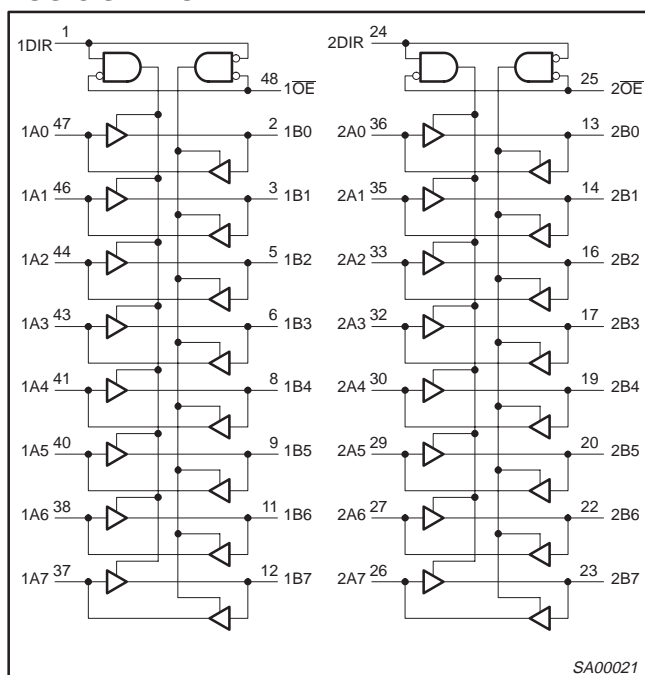 1DIR 1 2DIR 24
48 1O̅E̅ 25 2O̅E̅
1A0 47 2 1B0 2A0 36 13 2B0
1A1 46 3 1B1 2A1 35 14 2B1
1A2 44 5 1B2 2A2 33 16 2B2
1A3 43 6 1B3 2A3 32 17 2B3
1A4 41 8 1B4 2A4 30 19 2B4
1A5 40 9 1B5 2A5 29 20 2B5
1A6 38 11 1B6 2A6 27 22 2B6
1A7 37 12 1B7 2A7 26 23 2B7
SA00021